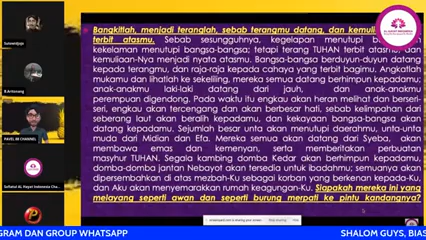 Bangkitlah, menjadi teranglah, sebab terangmu datang, dan kemuli
terbit atasmu. Sebab sesungguhnya, kegelapan menutupi b
kekelaman menutupi bangsa-bangsa; tetapi terang TUHAN terbit atasmu,
kemuliaan-Nya menjadi nyata atasmu. Bangsa-bangsa berduyun-duyun datang
kepada terangmu, dan raja-raja kepada cahaya yang terbit bagimu. Angkatlah
mukamu dan lihatlah ke sekeliling, mereka semua datang berhimpun kepadamu;
anak-anakmu laki-laki datang dari jauh, dan anak-anakmu
perempuan digendong. Pada waktu itu engkau akan heran melihat dan berseri-
seri, engkau akan tercengang dan akan berbesar hati, sebab kelimpahan dari
seberang laut akan beralih kepadamu, dan kekayaan bangsa-bangsa akan
datang kepadamu. Sejumlah besar unta akan menutupi daerahmu, unta-unta
muda dari Midian dan Efa. Mereka semua akan datang dari Syeba, akan
membawa emas dan kemenyan, serta memberitakan perbuatan
masyhur TUHAN. Segala kambing domba Kedar akan berhimpun kepadamu,
domba-domba jantan Nebayot akan tersedia untuk ibadahmu; semuanya akan
dipersembahkan di atas mezbah-Ku sebagai korban yang berkenan kepada-Ku,
dan Aku akan menyemarakkan rumah keagungan-Ku. Siapakah mereka ini yang
melayang seperti awan dan seperti burung merpati ke pintu kandangnya?
B.Aritonang
PAVEL IB CHANNEL
Saifakul AL Hayat Indonesia Cha...
GRAM DAN GROUP WHATSAPP
SHALOM GUYS, BIAS